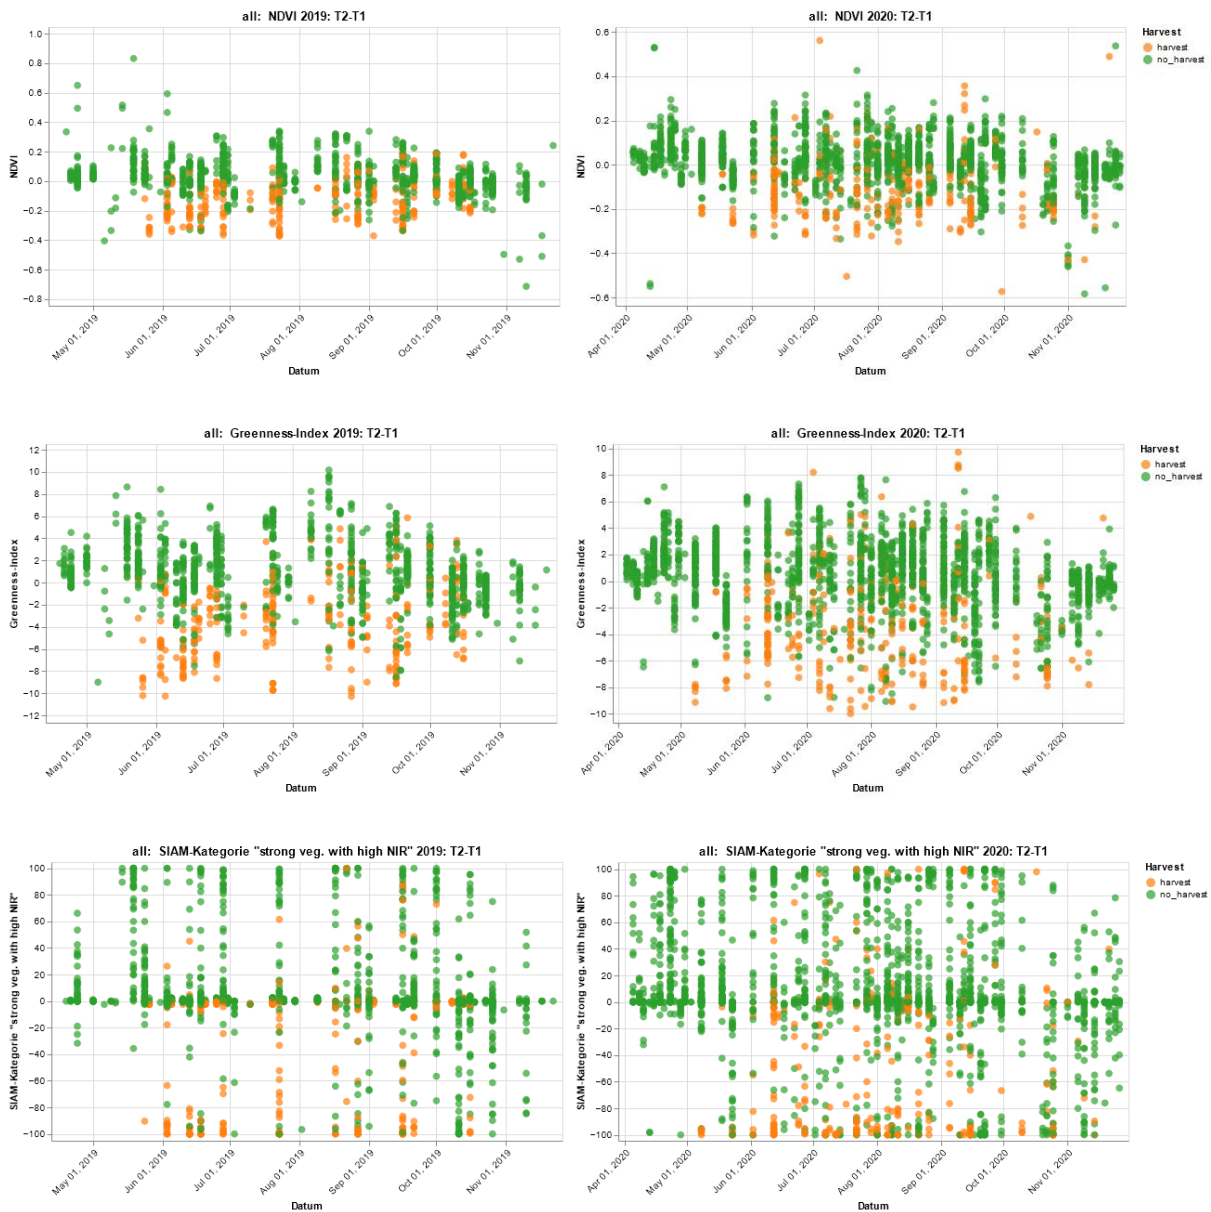 all: NDVI 2019: T2-T1
1.0
0.8
0.6
0.4
0.2
0.0
−0.2
−0.4
−0.6
−0.8
NDVI
May 01, 2019
Jun 01, 2019
Jul 01, 2019
Aug 01, 2019
Sep 01, 2019
Oct 01, 2019
Nov 01, 2019
Datum
all: NDVI 2020: T2-T1
0.6
0.4
0.2
0.0
−0.2
−0.4
−0.6
NDVI
Apr 01, 2020
May 01, 2020
Jun 01, 2020
Jul 01, 2020
Aug 01, 2020
Sep 01, 2020
Oct 01, 2020
Nov 01, 2020
Datum
Harvest
harvest
no_harvest
all: Greenness-Index 2019: T2-T1
12
10
8
6
4
2
0
−2
−4
−6
−8
−10
−12
Greenness-Index
May 01, 2019
Jun 01, 2019
Jul 01, 2019
Aug 01, 2019
Sep 01, 2019
Oct 01, 2019
Nov 01, 2019
Datum
all: Greenness-Index 2020: T2-T1
10
8
6
4
2
0
−2
−4
−6
−8
−10
Greenness-Index
Apr 01, 2020
May 01, 2020
Jun 01, 2020
Jul 01, 2020
Aug 01, 2020
Sep 01, 2020
Oct 01, 2020
Nov 01, 2020
Datum
Harvest
harvest
no_harvest
all: SIAM-Kategorie "strong veg. with high NIR" 2019: T2-T1
100
80
60
40
20
0
−20
−40
−60
−80
−100
SIAM-Kategorie "strong veg. with high NIR"
May 01, 2019
Jun 01, 2019
Jul 01, 2019
Aug 01, 2019
Sep 01, 2019
Oct 01, 2019
Nov 01, 2019
Datum
all: SIAM-Kategorie "strong veg. with high NIR" 2020: T2-T1
100
80
60
40
20
0
−20
−40
−60
−80
−100
SIAM-Kategorie "strong veg. with high NIR"
Apr 01, 2020
May 01, 2020
Jun 01, 2020
Jul 01, 2020
Aug 01, 2020
Sep 01, 2020
Oct 01, 2020
Nov 01, 2020
Datum
Harvest
harvest
no_harvest